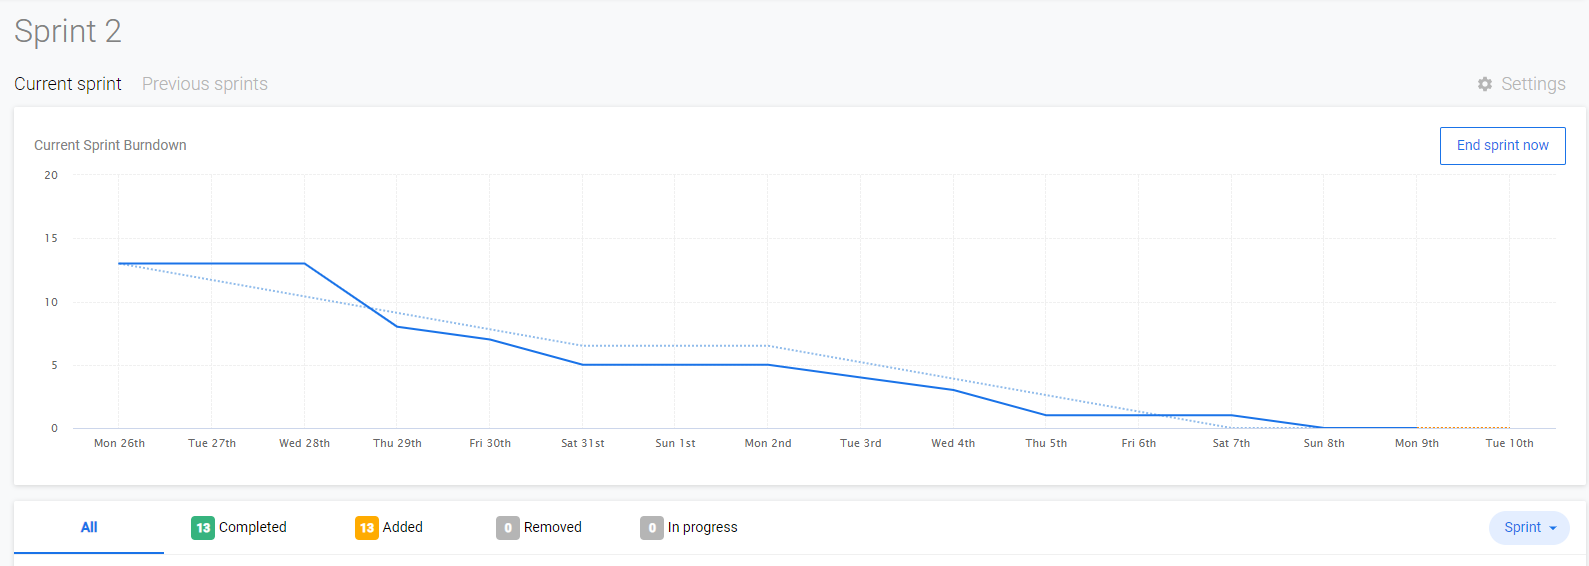 Sprint 2
Current sprint Previous sprints Settings
Current Sprint Burndown End sprint now
20
15
10
5
0
Mon 26th Tue 27th Wed 28th Thu 29th Fri 30th Sat 31st Sun 1st Mon 2nd Tue 3rd Wed 4th Thu 5th Fri 6th Sat 7th Sun 8th Mon 9th Tue 10th
All 13 Completed 13 Added 0 Removed 0 In progress Sprint